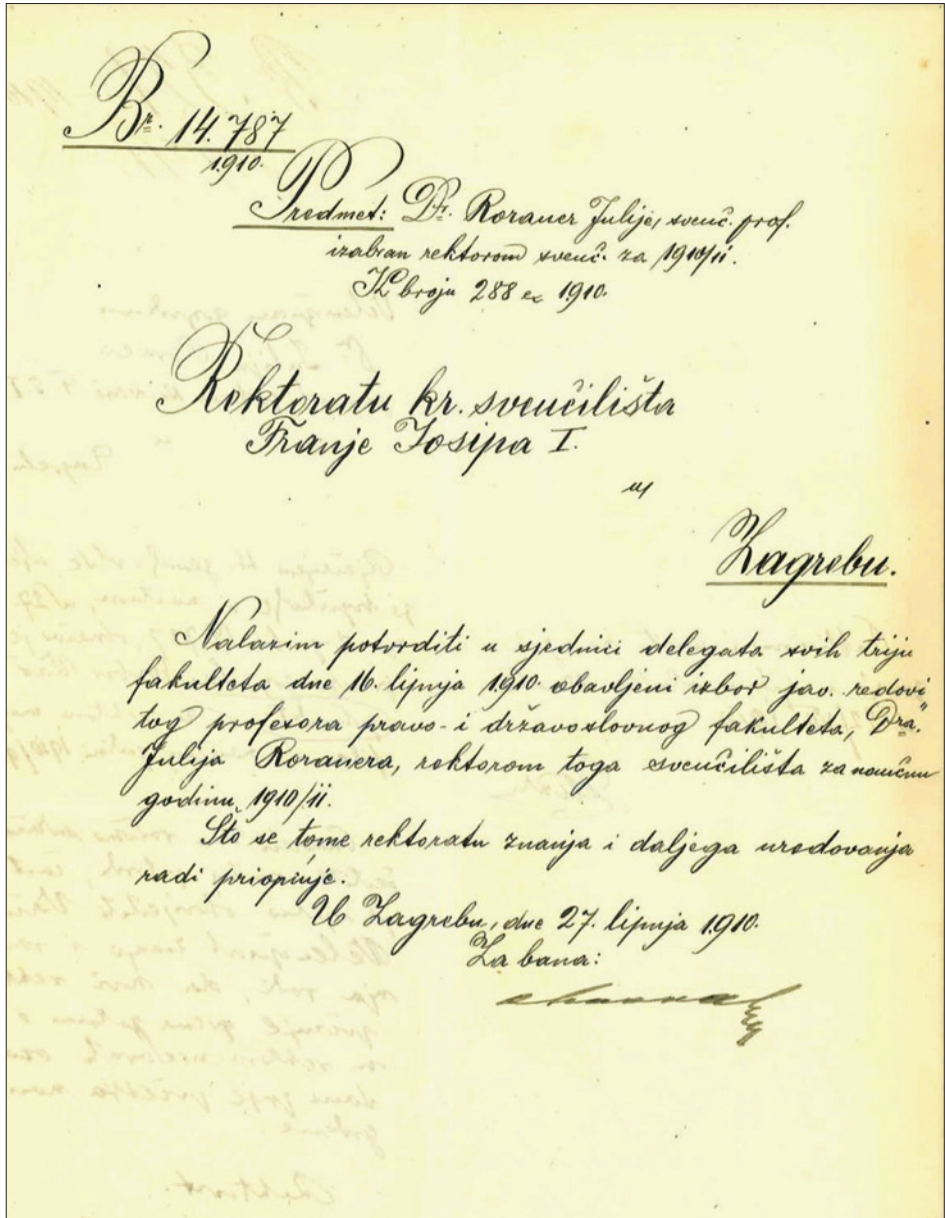 Br. 14.787
1910.
Predmet: Dr. Rorauer Julije, sveuč. prof.
izabran rektorom sveuč. za 1910/11.
K broju 288 ex 1910.
Rektoratu kr. sveučilišta
Franje Josipa I.
u
Zagrebu.
Nalazim potvrditi u sjednici delegata svih triju
fakulteta dne 16. lipnja 1910. obavljeni izbor jav. redovi
tog profesora pravo- i državoslovnog fakulteta, Dra.
Julija Rorauera, rektorom toga sveučilišta za naučnu
godinu 1910/11.
Što se tome rektoratu znanja i daljega uredovanja
radi priopćuje.
U Zagrebu, dne 27. lipnja 1910.
Za bana: